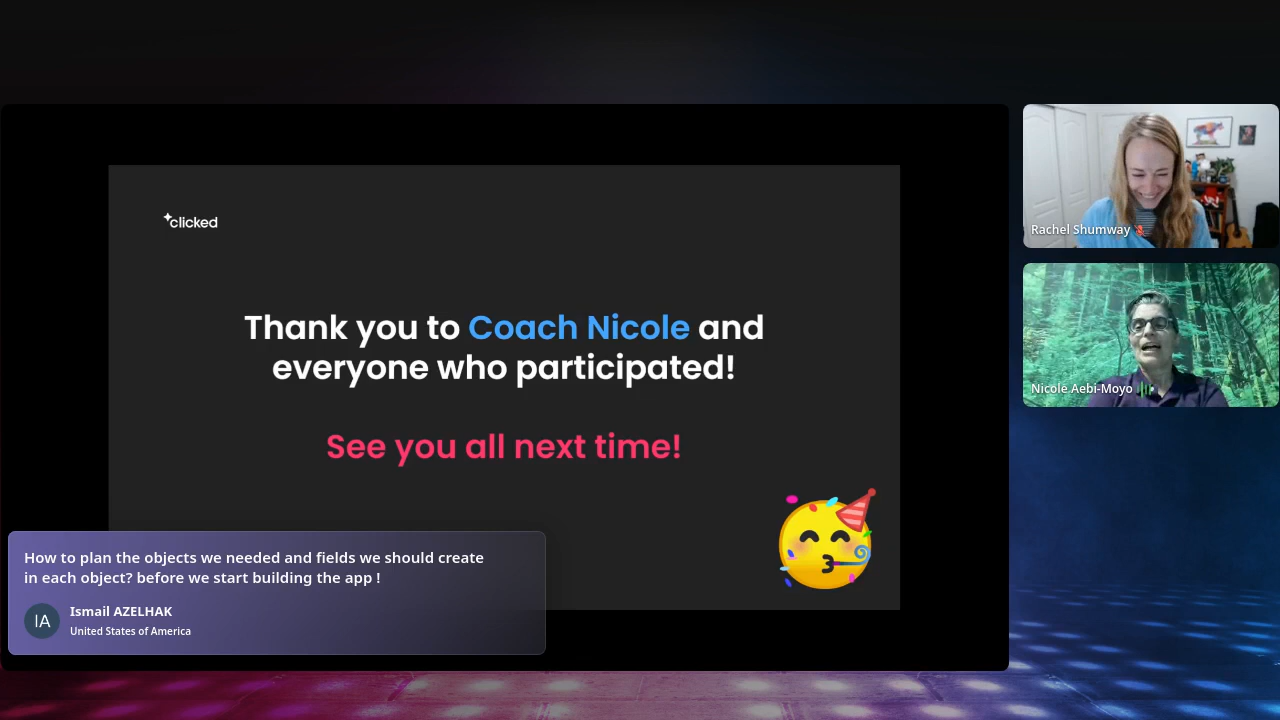 clicked
Thank you to Coach Nicole and
everyone who participated!
See you all next time!
How to plan the objects we needed and fields we should create
in each object? before we start building the app !
IA
Ismail AZELHAK
United States of America
Rachel Shumway
Nicole Aebi-Moyo